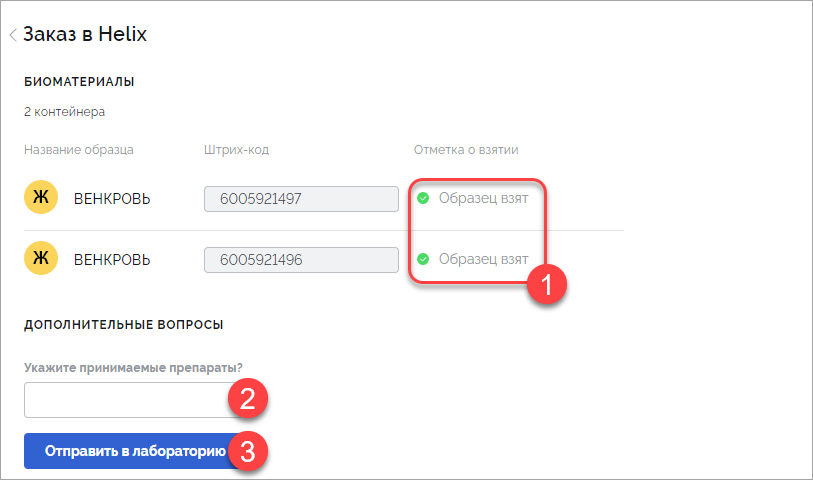 Заказ в Helix
БИОМАТЕРИАЛЫ
2 контейнера
Название образца Штрих-код Отметка о взятии
Ж ВЕНКРОВЬ 6005921497 Образец взят
Ж ВЕНКРОВЬ 6005921496 Образец взят
1
ДОПОЛНИТЕЛЬНЫЕ ВОПРОСЫ
Укажите принимаемые препараты?
2
Отправить в лабораторию 3